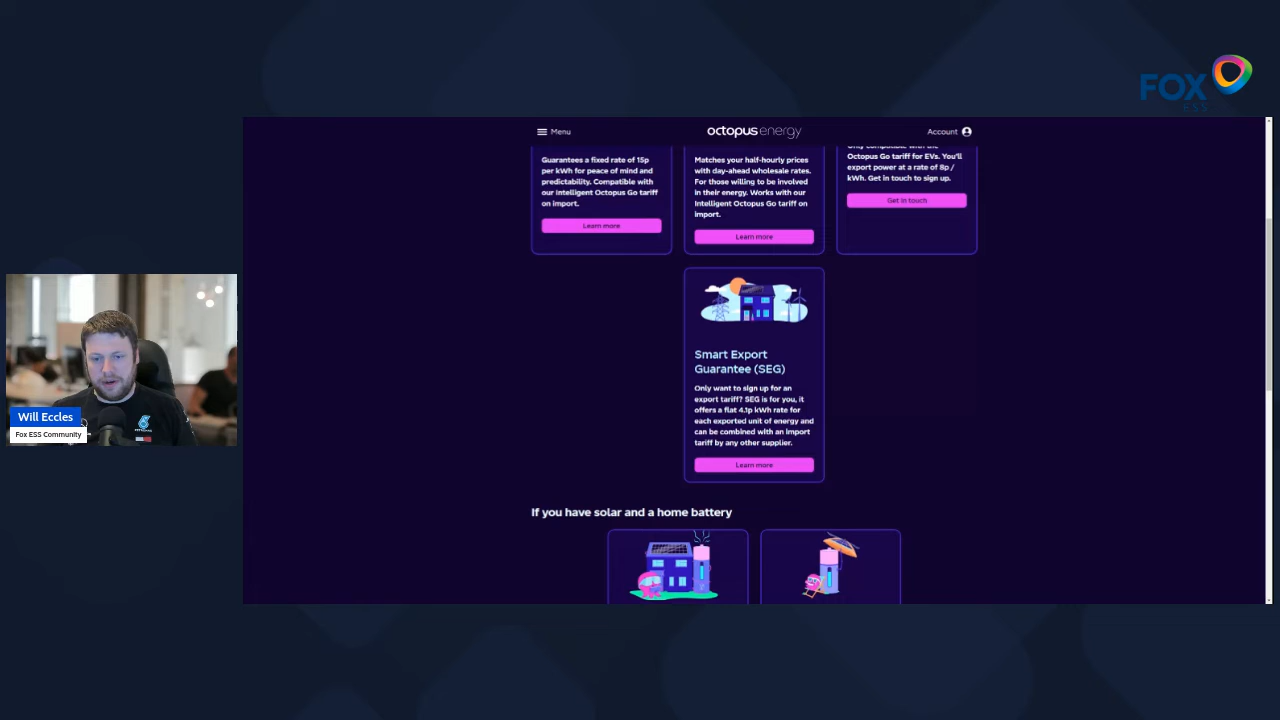 FOX
ESS
Menu
octopus energy
Account
Guarantees a fixed rate of 15p
per kWh for peace of mind and
predictability. Compatible with
our Intelligent Octopus Go tariff
on import.
Learn more
Matches your half-hourly prices
with day-ahead wholesale rates.
For those willing to be involved
in their energy. Works with our
Intelligent Octopus Go tariff on
import.
Learn more
Only compatible with the
Octopus Go tariff for EVs. You'll
export power at a rate of 8p /
kWh. Get in touch to sign up.
Get in touch
Smart Export
Guarantee (SEG)
Only want to sign up for an
export tariff? SEG is for you, it
offers a flat 4.1p kWh rate for
each exported unit of energy and
can be combined with an import
tariff by any other supplier.
Learn more
If you have solar and a home battery
Will Eccles
Fox ESS Community